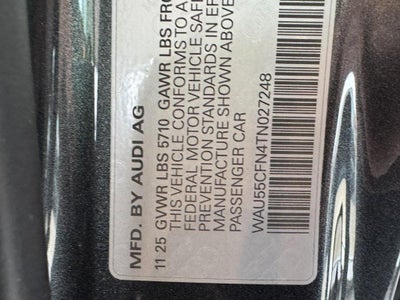 MFD. BY AUDI AG
11 25 GVWR LBS 5710 GAWR LBS FRO
THIS VEHICLE CONFORMS TO A
FEDERAL MOTOR VEHICLE SAFE
PREVENTION STANDARDS IN EF
MANUFACTURE SHOWN ABOVE
PASSENGER CAR
WAU55CFN4TN027248